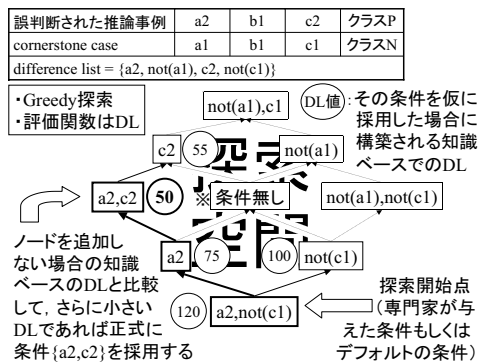 誤判断された推論事例 a2 b1 c2 クラスP
cornerstone case a1 b1 c1 クラスN
difference list = {a2, not(a1), c2, not(c1)}
・Greedy探索
・評価関数はDL
not(a1),c1
DL値
:その条件を仮に
採用した場合に
構築される知識
ベースでのDL
c2
55
not(a1)
探索
空間
a2,c2
50
※条件無し
not(a1),not(c1)
a2
75
100
not(c1)
ノードを追加し
ない場合の知識
ベースのDLと比較
して，さらに小さい
DLであれば正式に
条件{a2,c2}を採用する
120
a2,not(c1)
探索開始点
(専門家が与
えた条件もしくは
デフォルトの条件)